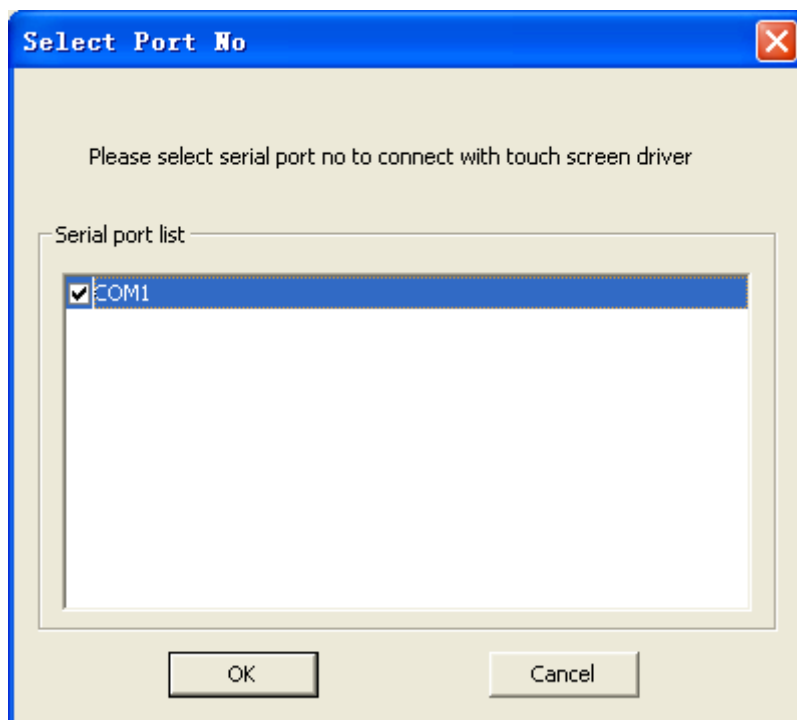 Select Port No
Please select serial port no to connect with touch screen driver
Serial port list
COM1
OK
Cancel